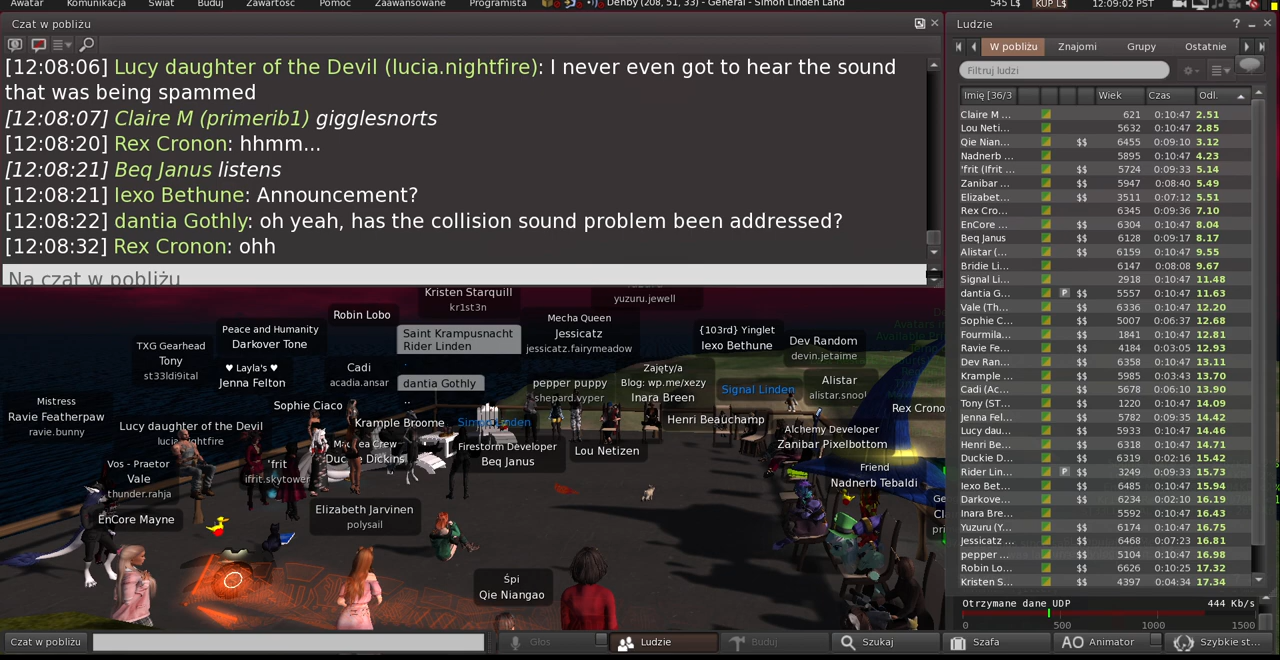 Awatar Komunikacja Świat Buduj Zawartość Pomoc Zaawansowane Programista Denby (208, 51, 33) - General - Simon Linden Land 545 L$ KUP L$ 12:09:02 PST
Czat w pobliżu
[12:08:06] Lucy daughter of the Devil (lucia.nightfire): I never even got to hear the sound
that was being spammed
[12:08:07] Claire M (primerib1) gigglesnorts
[12:08:20] Rex Cronon: hhmm...
[12:08:21] Beq Janus listens
[12:08:21] Iexo Bethune: Announcement?
[12:08:22] dantia Gothly: oh yeah, has the collision sound problem been addressed?
[12:08:32] Rex Cronon: ohh
Na czat w pobliżu
Kristen Starquill
kr1st3n
yuzuru.jewell
Robin Lobo
Peace and Humanity
Darkover Tone
Saint Krampusnacht
Rider Linden
Mecha Queen
Jessicatz
jessicatz.fairymeadow
{103rd} Yinglet
Iexo Bethune
Dev Random
devin.jetaime
TXG Gearhead
Tony
st33ldi9ital
♥ Layla's ♥
Jenna Felton
Cadi
acadia.ansar
dantia Gothly
..
pepper puppy
shepard.vyper
Zajęty/a
Blog: wp.me/xezy
Inara Breen
Signal Linden
Alistar
alistar.snool
Mistress
Ravie Featherpaw
ravie.bunny
Sophie Ciaco
Rex Crono
Lucy daughter of the Devil
Krample Broome
Henri Beauchamp
Alchemy Developer
Zanibar Pixelbottom
Firestorm Developer
Beq Janus
Lou Netizen
Vos - Praetor
Vale
thunder.rahja
'frit
ifrit.skytower
Friend
Nadnerb Tebaldi
EnCore Mayne
Elizabeth Jarvinen
polysail
Śpi
Qie Niangao
Czat w pobliżu Głos Ludzie Buduj Szukaj Szafa AO Animator Szybkie st...
Ludzie
W pobliżu Znajomi Grupy Ostatnie
Filtruj ludzi
Imię [36/3 Wiek Czas Odl.
Claire M ... 621 0:10:47 2.51
Lou Neti... 5632 0:10:47 2.85
Qie Nian... $$ 6455 0:09:10 3.12
Nadnerb ... 5895 0:10:47 4.23
'frit (Ifrit ... $$ 5724 0:09:33 5.14
Zanibar ... $$ 5947 0:08:40 5.49
Elizabet... $$ 3511 0:07:12 5.51
Rex Cro... 6345 0:09:36 7.10
EnCore ... $$ 6304 0:10:47 8.04
Beq Janus $$ 6128 0:09:17 8.17
Alistar (... $$ 6159 0:10:47 9.55
Bridie Li... 6147 0:08:08 9.67
Signal Li... 2918 0:10:47 11.48
dantia G... P $$ 5557 0:10:47 11.63
Vale (Th... $$ 6336 0:10:47 12.20
Sophie C... $$ 5007 0:06:37 12.68
Fourmila... $$ 1841 0:10:47 12.81
Ravie Fe... $$ 4184 0:03:05 12.93
Dev Ran... $$ 6457 0:10:47 13.11
Krample ... $$ 5985 0:03:43 13.70
Cadi (Ac... $$ 5678 0:06:10 13.90
Tony (ST... $$ 1220 0:10:47 14.09
Jenna Fel... $$ 5782 0:09:35 14.42
Lucy dau... $$ 5933 0:10:47 14.46
Henri Be... $$ 6318 0:10:47 14.71
Duckie D... $$ 6319 0:02:16 15.42
Rider Lin... P $$ 3249 0:09:33 15.73
Iexo Bet... $$ 6485 0:10:47 15.94
Darkove... $$ 6234 0:02:10 16.19
Inara Bre... 5592 0:10:47 16.43
Yuzuru (Y... $$ 6174 0:10:47 16.75
Jessicatz ... $$ 6468 0:07:23 16.81
pepper ... $$ 5104 0:10:47 16.98
Robin Lo... $$ 6626 0:10:25 17.32
Kristen S... $$ 4397 0:04:34 17.34
Otrzymane dane UDP 444 Kb/s
0 500 1000 1500